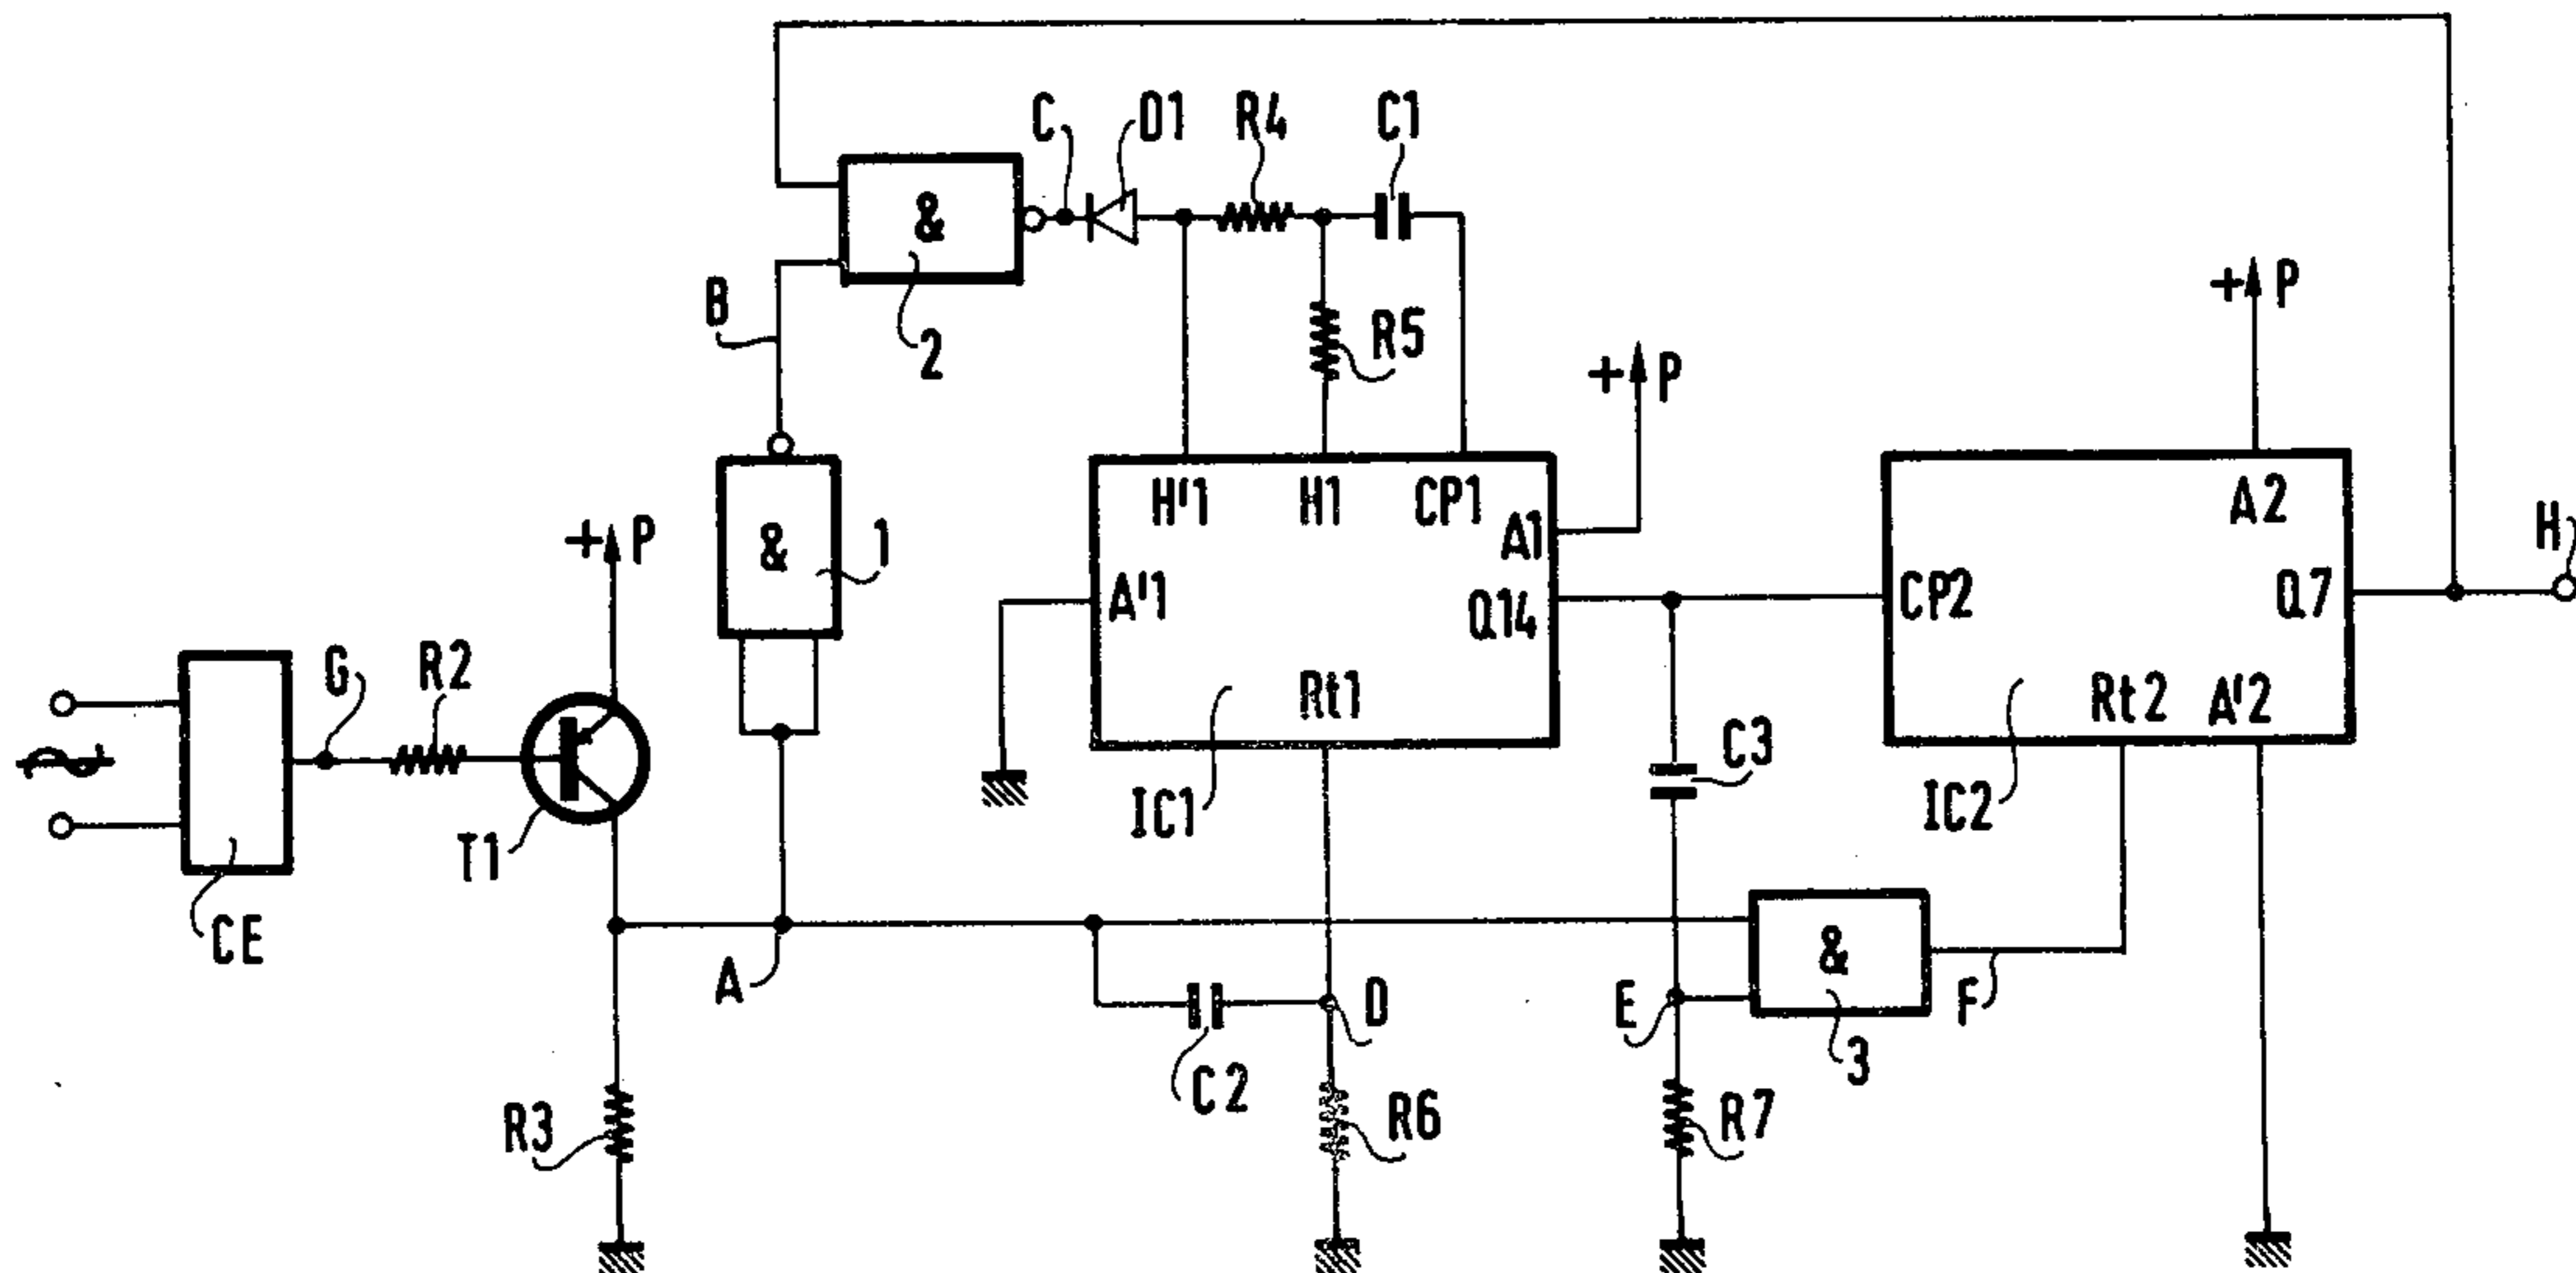 C
D1
R4
C1
&
2
B
R5
+ P
+ P
H'1
H1
CP1
A1
A'1
Q14
Rt1
IC1
& 1
+ P
CP2
A2
Q7
H
Rt2
A'2
IC2
G
R2
T1
CE
C3
A
D
E
&
3
F
C2
R3
R6
R7